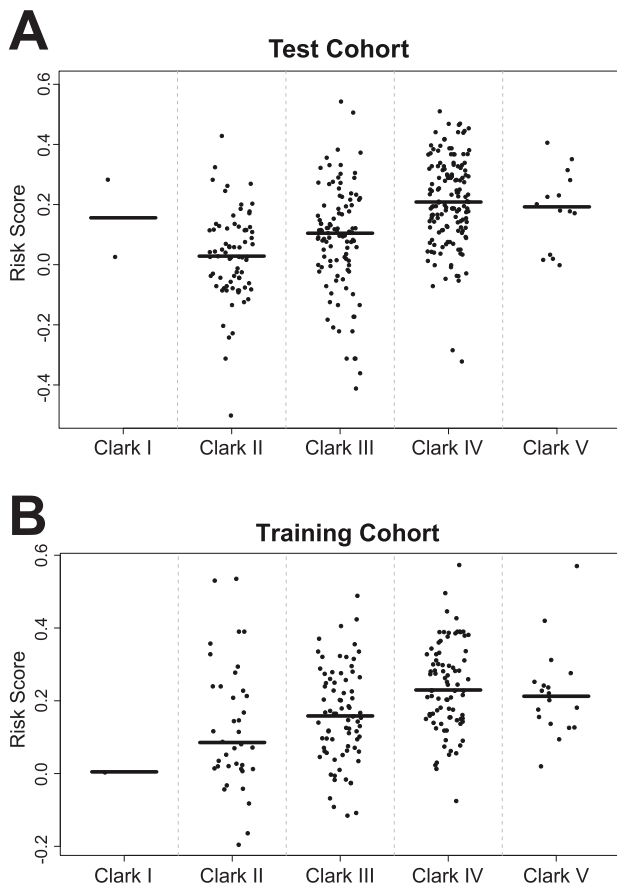 A
Test Cohort
Risk Score
0.6
0.4
0.2
0.0
-0.2
-0.4
Clark I Clark II Clark III Clark IV Clark V
B
Training Cohort
Risk Score
0.6
0.4
0.2
0.0
-0.2
Clark I Clark II Clark III Clark IV Clark V